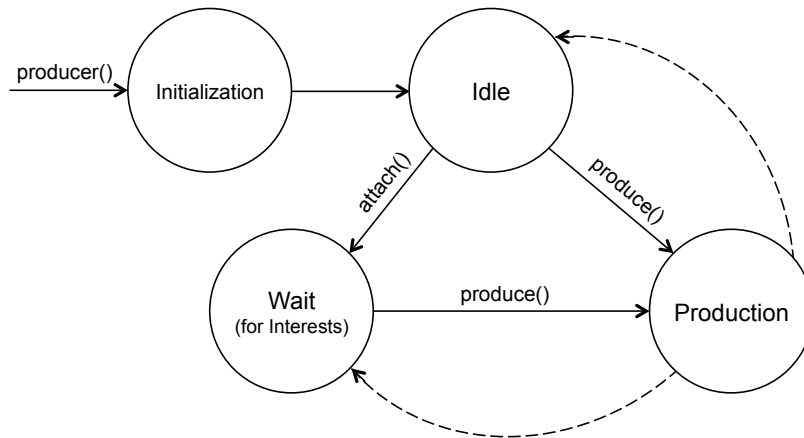 producer()
Initialization
Idle
attach()
produce()
Wait
(for Interests)
produce()
Production